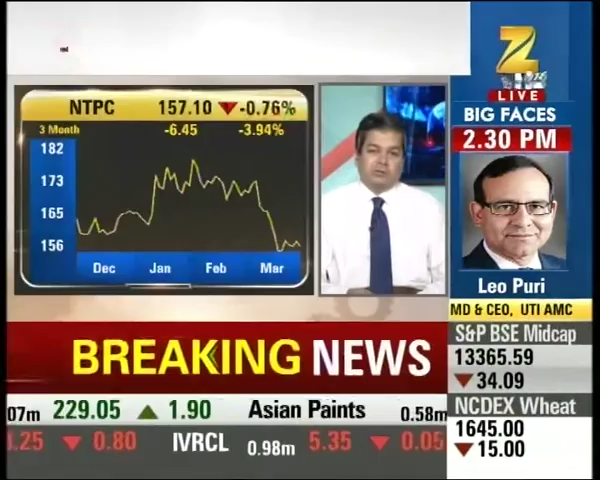 Z
LIVE
BIG FACES
2.30 PM
NTPC 157.10 ▼ -0.76%
3 Month -6.45 -3.94%
182
173
165
156
Dec Jan Feb Mar
Leo Puri
MD & CEO, UTI AMC
BREAKING NEWS
S&P BSE Midcap
13365.59
▼ 34.09
NCDEX Wheat
1645.00
▼ 15.00
07m 229.05 ▲ 1.90 Asian Paints 0.58m
.25 ▼ 0.80 IVRCL 0.98m 5.35 ▼ 0.05